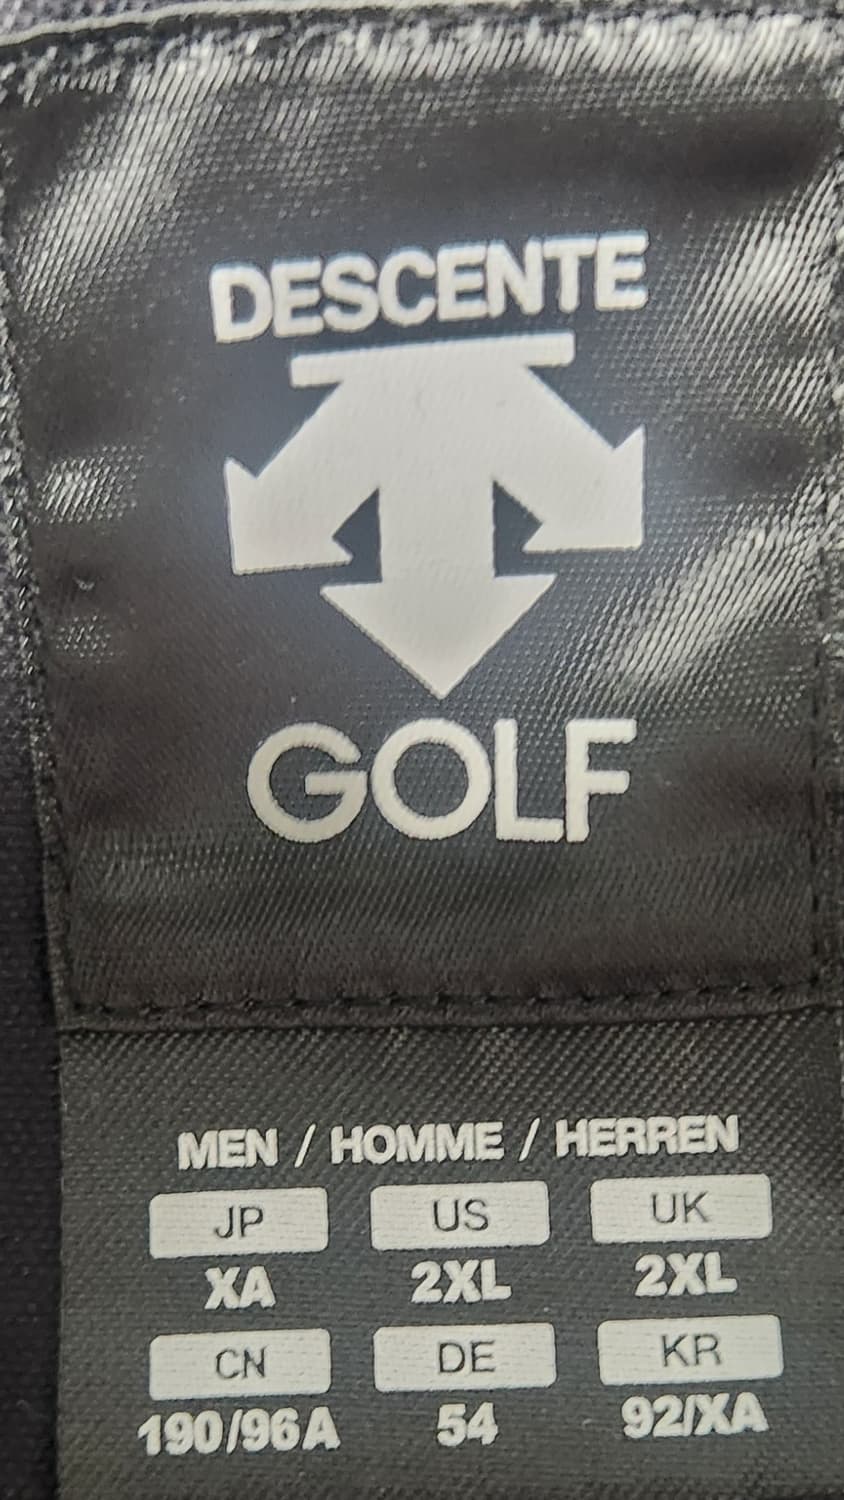 DESCENTE
GOLF
MEN / HOMME / HERREN
JP US UK
XA 2XL 2XL
CN DE KR
190/96A 54 92/XA